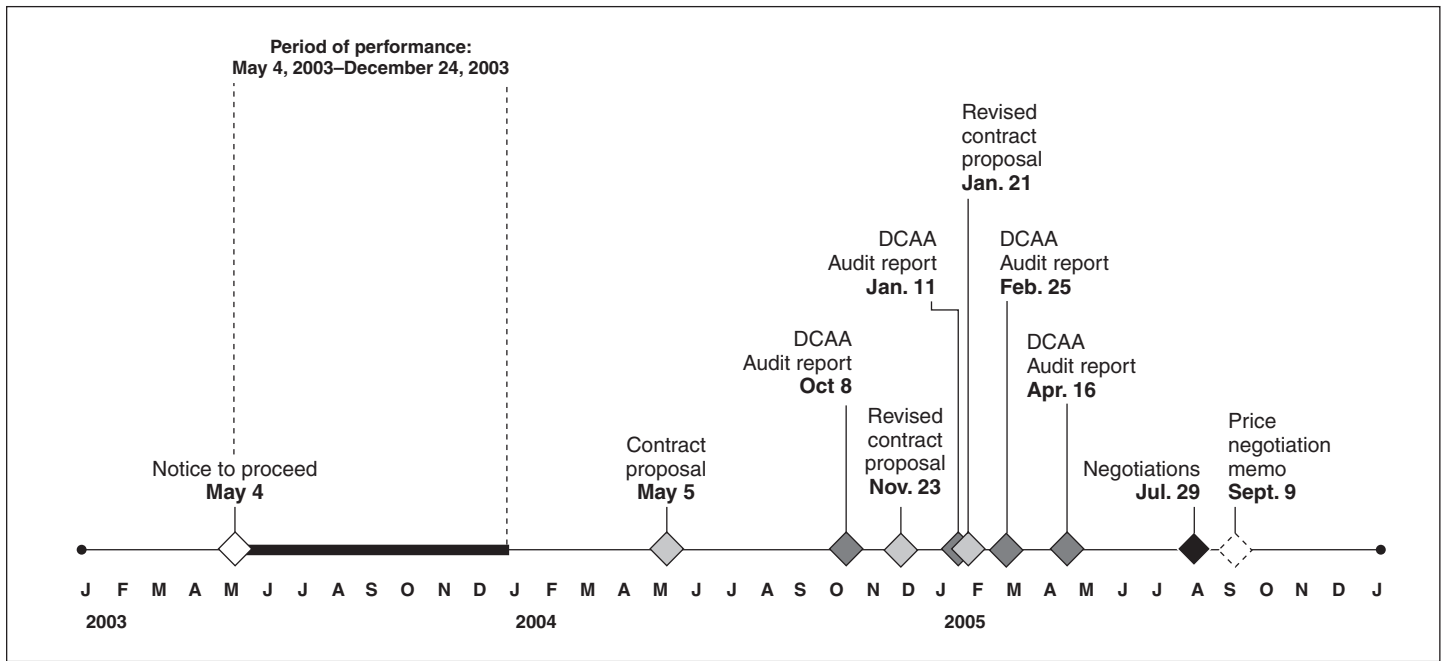 Period of performance:
May 4, 2003–December 24, 2003
Revised
contract
proposal
Jan. 21
DCAA
Audit report
Jan. 11
DCAA
Audit report
Feb. 25
DCAA
Audit report
Oct 8
DCAA
Audit report
Apr. 16
Revised
contract
proposal
Nov. 23
Notice to proceed
May 4
Contract
proposal
May 5
Negotiations
Jul. 29
Price
negotiation
memo
Sept. 9
J F M A M J J A S O N D J F M A M J J A S O N D J F M A M J J A S O N D J
2003 2004 2005